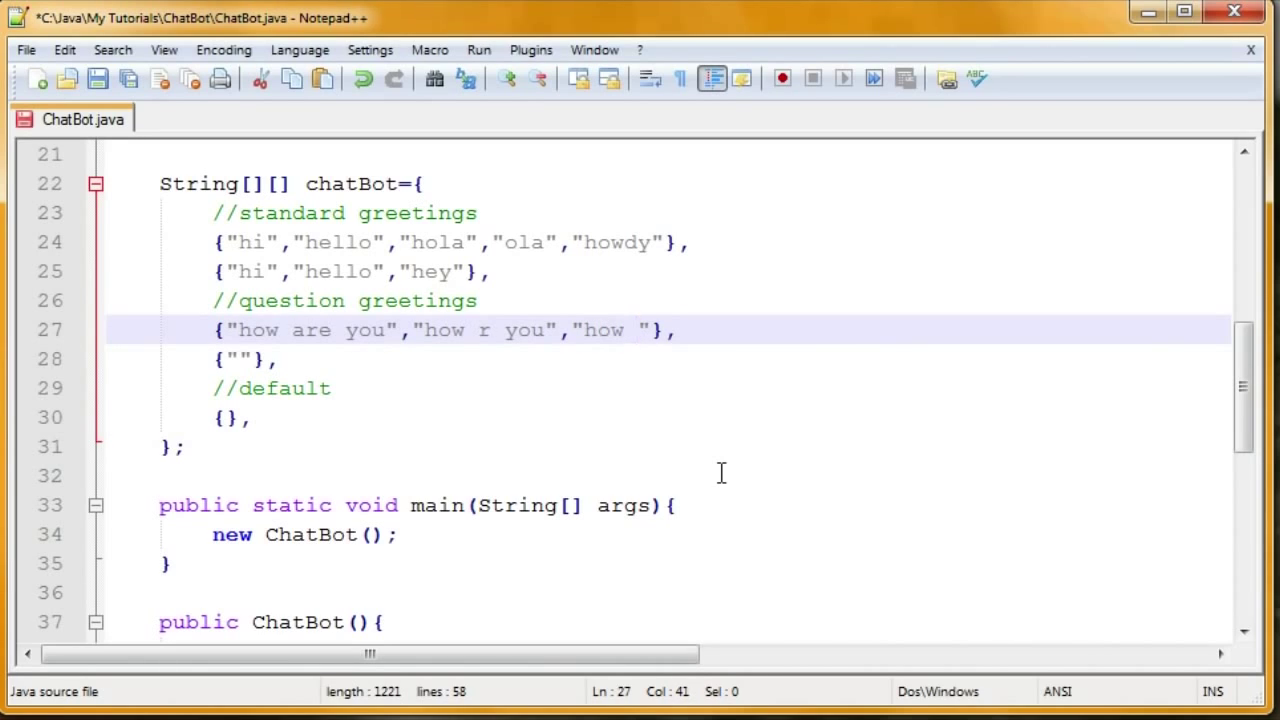 *C:\Java\My Tutorials\ChatBot\ChatBot.java - Notepad++
File Edit Search View Encoding Language Settings Macro Run Plugins Window ? X
ABC
ChatBot.java
21
22 String[][] chatBot={
23 //standard greetings
24 {"hi","hello","hola","ola","howdy"},
25 {"hi","hello","hey"},
26 //question greetings
27 {"how are you","how r you","how "},
28 {""},
29 //default
30 {},
31 };
32
33 public static void main(String[] args){
34 new ChatBot();
35 }
36
37 public ChatBot(){
Java source file length : 1221 lines : 58 Ln : 27 Col : 41 Sel : 0 Dos\Windows ANSI INS